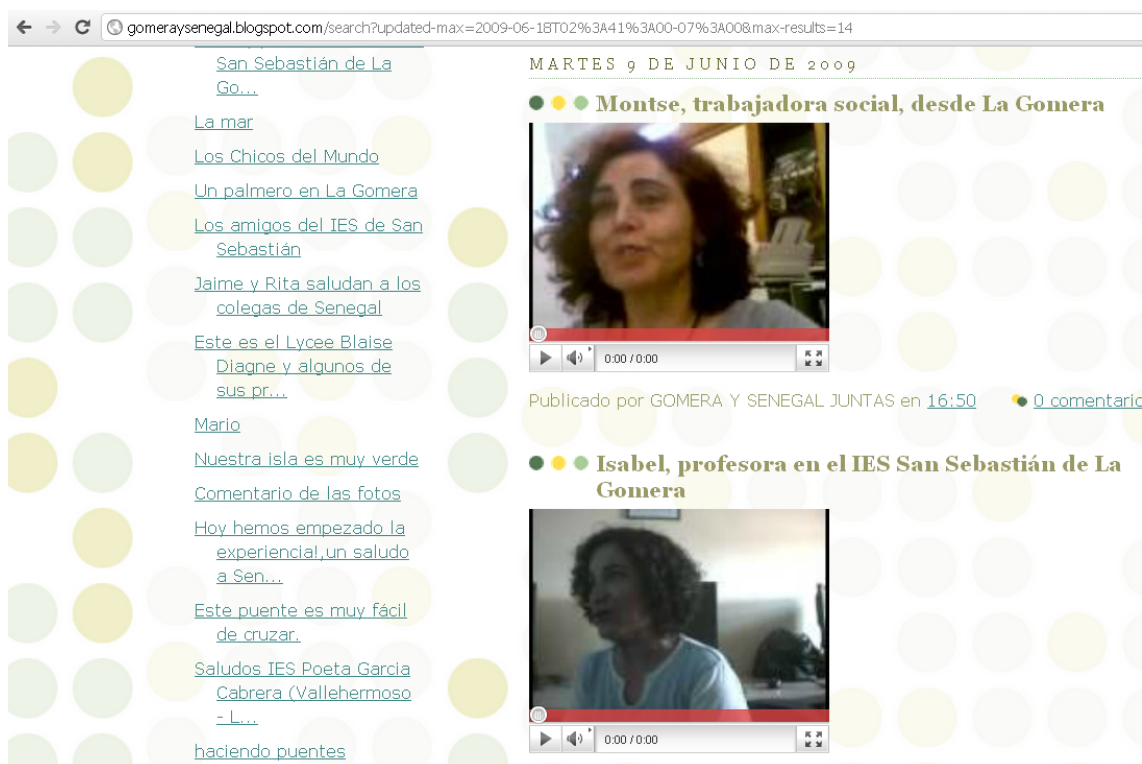 gomeraysenegal.blogspot.com/search?updated-max=2009-06-18T02%3A41%3A00-07%3A00&max-results=14
San Sebastián de La
Go...
La mar
Los Chicos del Mundo
Un palmero en La Gomera
Los amigos del IES de San
Sebastián
Jaime y Rita saludan a los
colegas de Senegal
Este es el Lycee Blaise
Diagne y algunos de
sus pr...
Mario
Nuestra isla es muy verde
Comentario de las fotos
Hoy hemos empezado la
experiencia!,un saludo
a Sen...
Este puente es muy fácil
de cruzar.
Saludos IES Poeta Garcia
Cabrera (Vallehermoso
- L...
haciendo puentes
MARTES 9 DE JUNIO DE 2009
Montse, trabajadora social, desde La Gomera
0:00 / 0:00
Publicado por GOMERA Y SENEGAL JUNTAS en 16:50 0 comentario
Isabel, profesora en el IES San Sebastián de La
Gomera
0:00 / 0:00